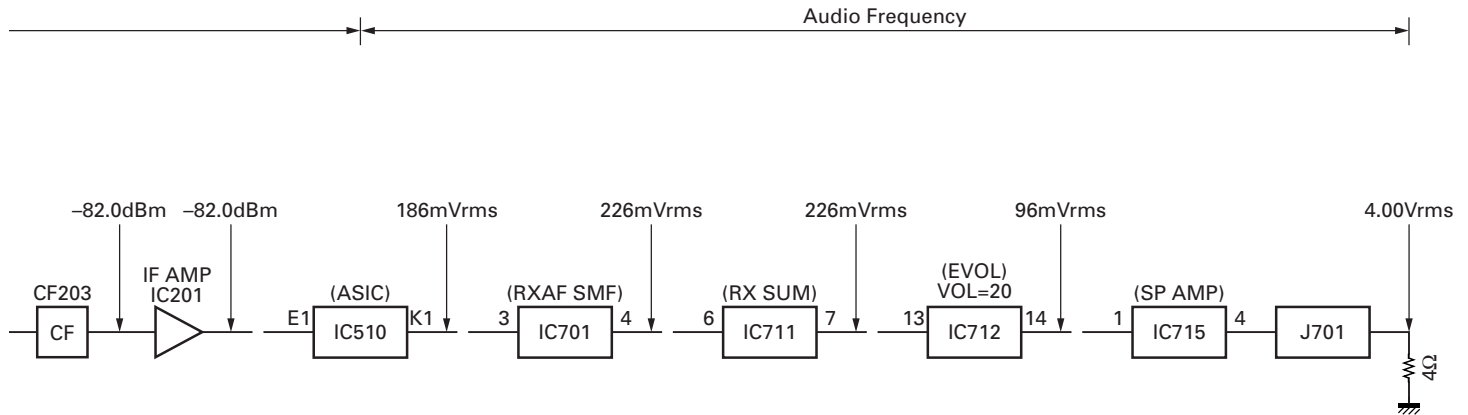 Audio Frequency
–82.0dBm –82.0dBm 186mVrms 226mVrms 226mVrms 96mVrms 4.00Vrms
IF AMP
IC201
CF203
(ASIC)
(RXAF SMF)
(RX SUM)
(EVOL)
VOL=20
(SP AMP)
CF
E1 IC510 K1
3 IC701 4
6 IC711 7
13 IC712 14
1 IC715 4
J701
4Ω